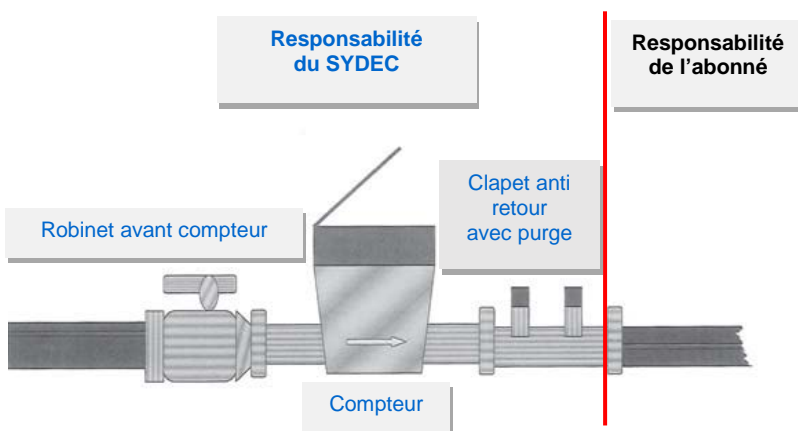 Responsabilité
du SYDEC
Responsabilité
de l'abonné
Clapet anti
retour
avec purge
Robinet avant compteur
Compteur